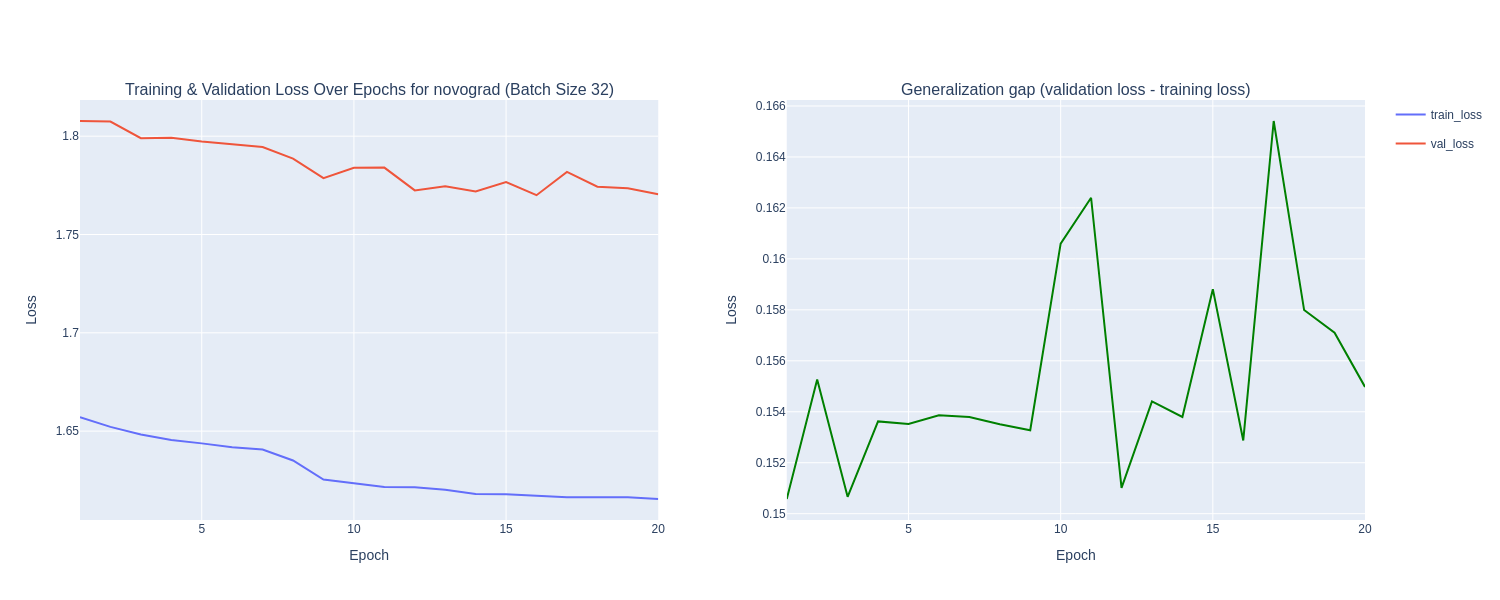 Training & Validation Loss Over Epochs for novograd (Batch Size 32)
1.8
1.75
1.7
1.65
Loss
5
10
15
20
Epoch
Generalization gap (validation loss - training loss)
0.166
0.164
0.162
0.16
0.158
0.156
0.154
0.152
0.15
Loss
5
10
15
20
Epoch
train_loss
val_loss